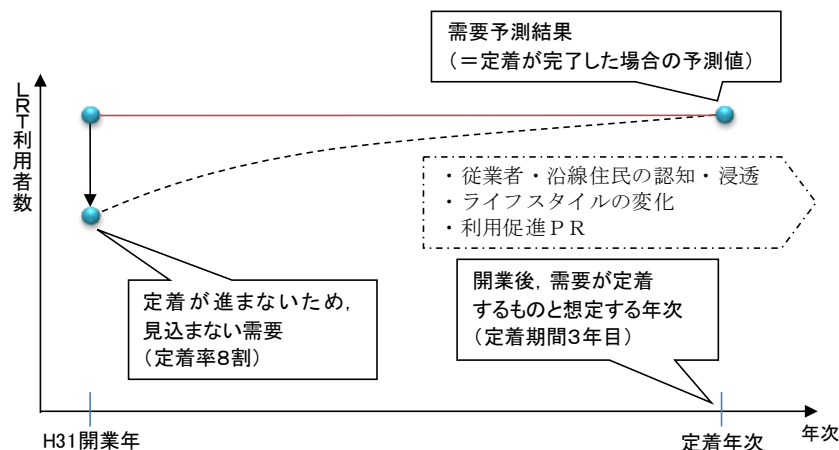 需要予測結果
（＝定着が完了した場合の予測値）
LRT利用者数
・従業者・沿線住民の認知・浸透
・ライフスタイルの変化
・利用促進ＰＲ
定着が進まないため，
見込まない需要
（定着率８割）
開業後，需要が定着
するものと想定する年次
（定着期間３年目）
H31開業年
定着年次
年次